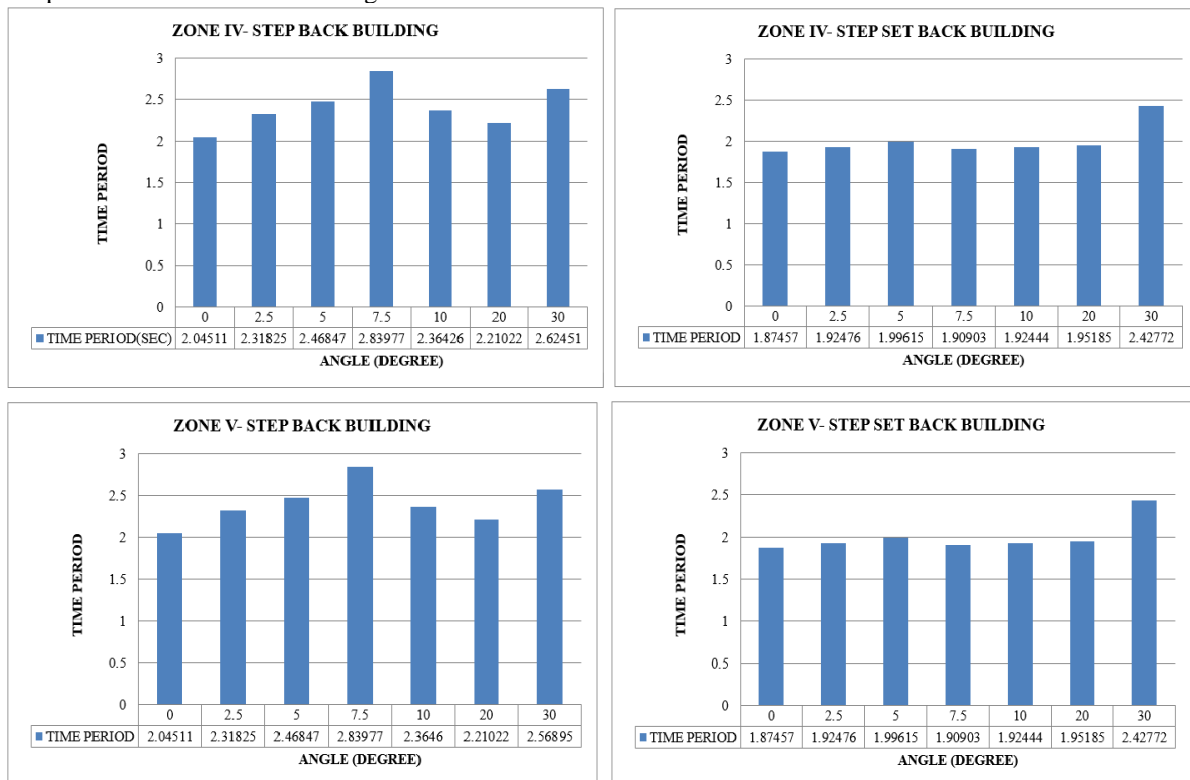 ZONE IV- STEP BACK BUILDING
3
2.5
2
1.5
1
0.5
0
TIME PERIOD
0 2.5 5 7.5 10 20 30
TIME PERIOD(SEC) 2.04511 2.31825 2.46847 2.83977 2.36426 2.21022 2.62451
ANGLE (DEGREE)
ZONE IV- STEP SET BACK BUILDING
3
2.5
2
1.5
1
0.5
0
TIME PERIOD
0 2.5 5 7.5 10 20 30
TIME PERIOD 1.87457 1.92476 1.99615 1.90903 1.92444 1.95185 2.42772
ANGLE (DEGREE)
ZONE V- STEP BACK BUILDING
3
2.5
2
1.5
1
0.5
0
TIME PERIOD
0 2.5 5 7.5 10 20 30
TIME PERIOD 2.04511 2.31825 2.46847 2.83977 2.3646 2.21022 2.56895
ANGLE (DEGREE)
ZONE V- STEP SET BACK BUILDING
3
2.5
2
1.5
1
0.5
0
TIME PERIOD
0 2.5 5 7.5 10 20 30
TIME PERIOD 1.87457 1.92476 1.99615 1.90903 1.92444 1.95185 2.42772
ANGLE (DEGREE)